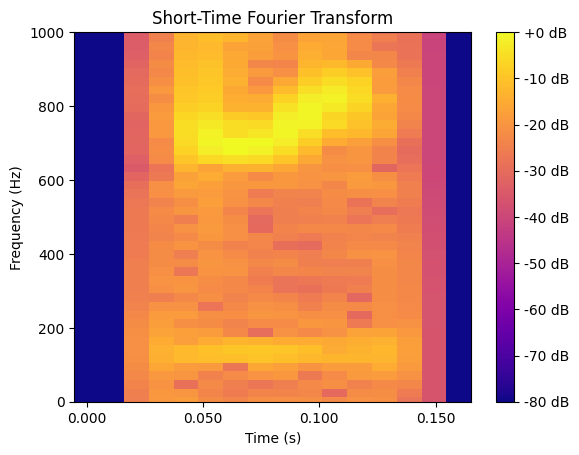 Short-Time Fourier Transform
1000
800
600
400
200
0
Frequency (Hz)
0.000
0.050
0.100
0.150
Time (s)
+0 dB
-10 dB
-20 dB
-30 dB
-40 dB
-50 dB
-60 dB
-70 dB
-80 dB